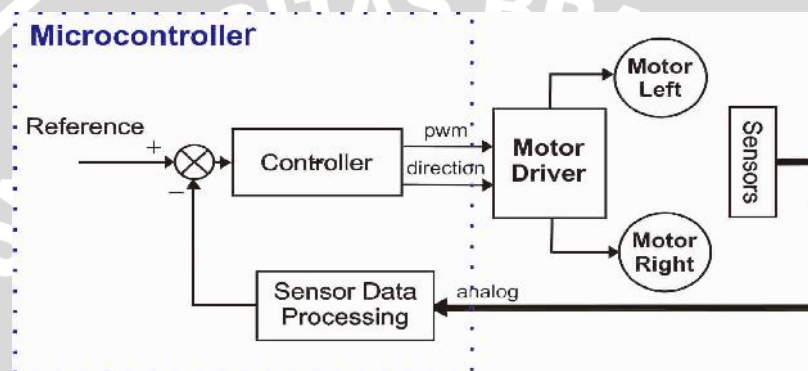 Microcontroller
Reference
+
−
Controller
pwm
direction
Motor
Driver
Motor
Left
Motor
Right
Sensors
Sensor Data
Processing
analog